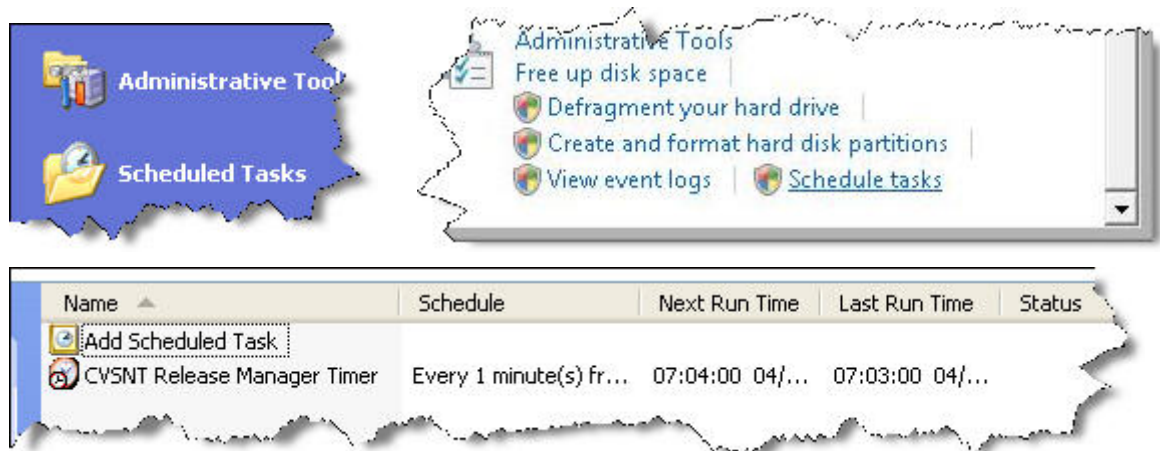 Administrative Tool
Scheduled Tasks
Administrative Tools
Free up disk space
Defragment your hard drive
Create and format hard disk partitions
View event logs Schedule tasks
Name Schedule Next Run Time Last Run Time Status
Add Scheduled Task
CVSNT Release Manager Timer Every 1 minute(s) fr... 07:04:00 04/... 07:03:00 04/...